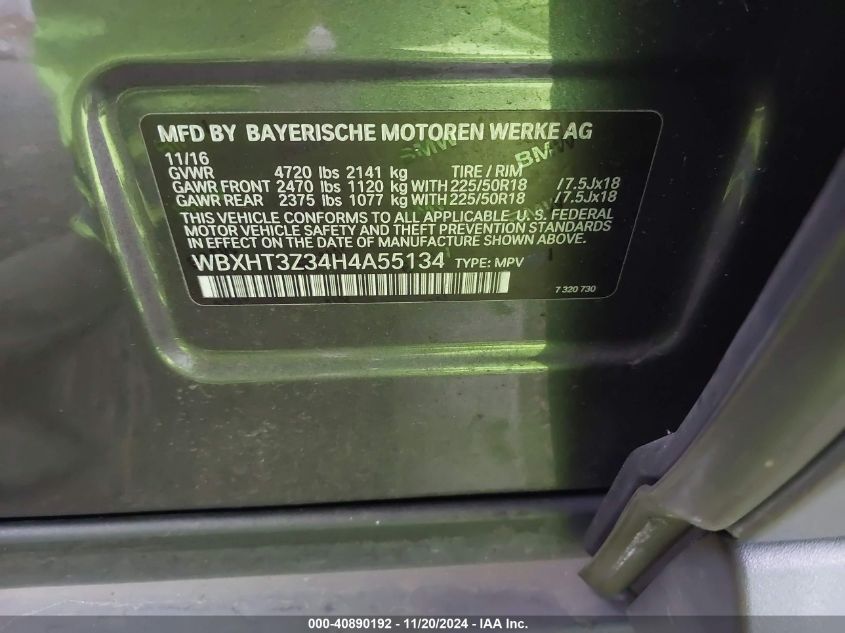 MFD BY BAYERISCHE MOTOREN WERKE AG
11/16
GVWR 4720 lbs 2141 kg TIRE / RIM
GAWR FRONT 2470 lbs 1120 kg WITH 225/50R18 /7.5Jx18
GAWR REAR 2375 lbs 1077 kg WITH 225/50R18 /7.5Jx18
THIS VEHICLE CONFORMS TO ALL APPLICABLE U. S. FEDERAL
MOTOR VEHICLE SAFETY AND THEFT PREVENTION STANDARDS
IN EFFECT ON THE DATE OF MANUFACTURE SHOWN ABOVE.
WBXHT3Z34H4A55134 TYPE: MPV
7 320 730
BMW
BMW
000-40890192 - 11/20/2024 - IAA Inc.